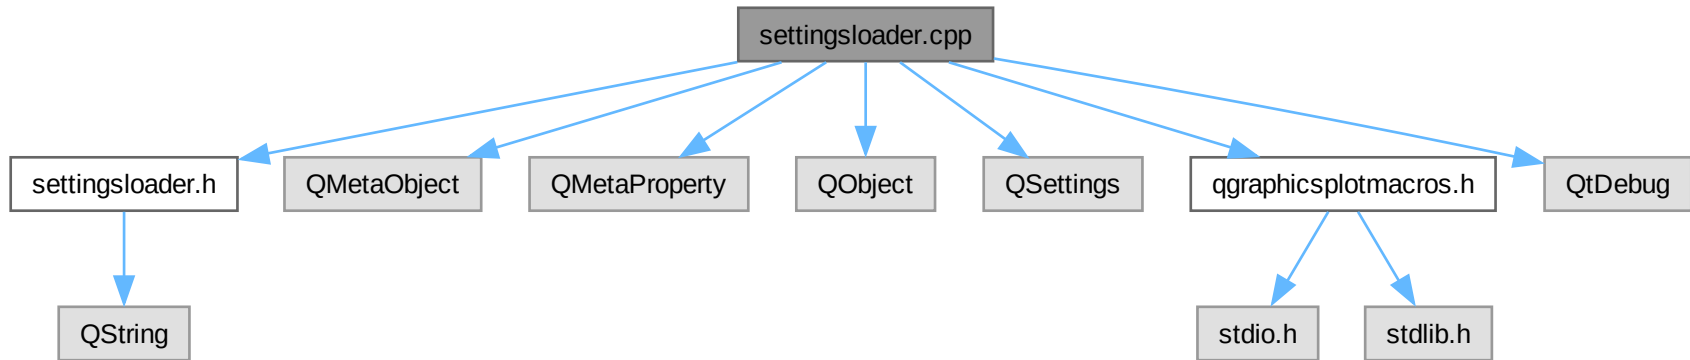 settingsloader.cpp
settingsloader.h
QMetaObject
QMetaProperty
QObject
QSettings
qgraphicsplotmacros.h
QtDebug
QString
stdio.h
stdlib.h